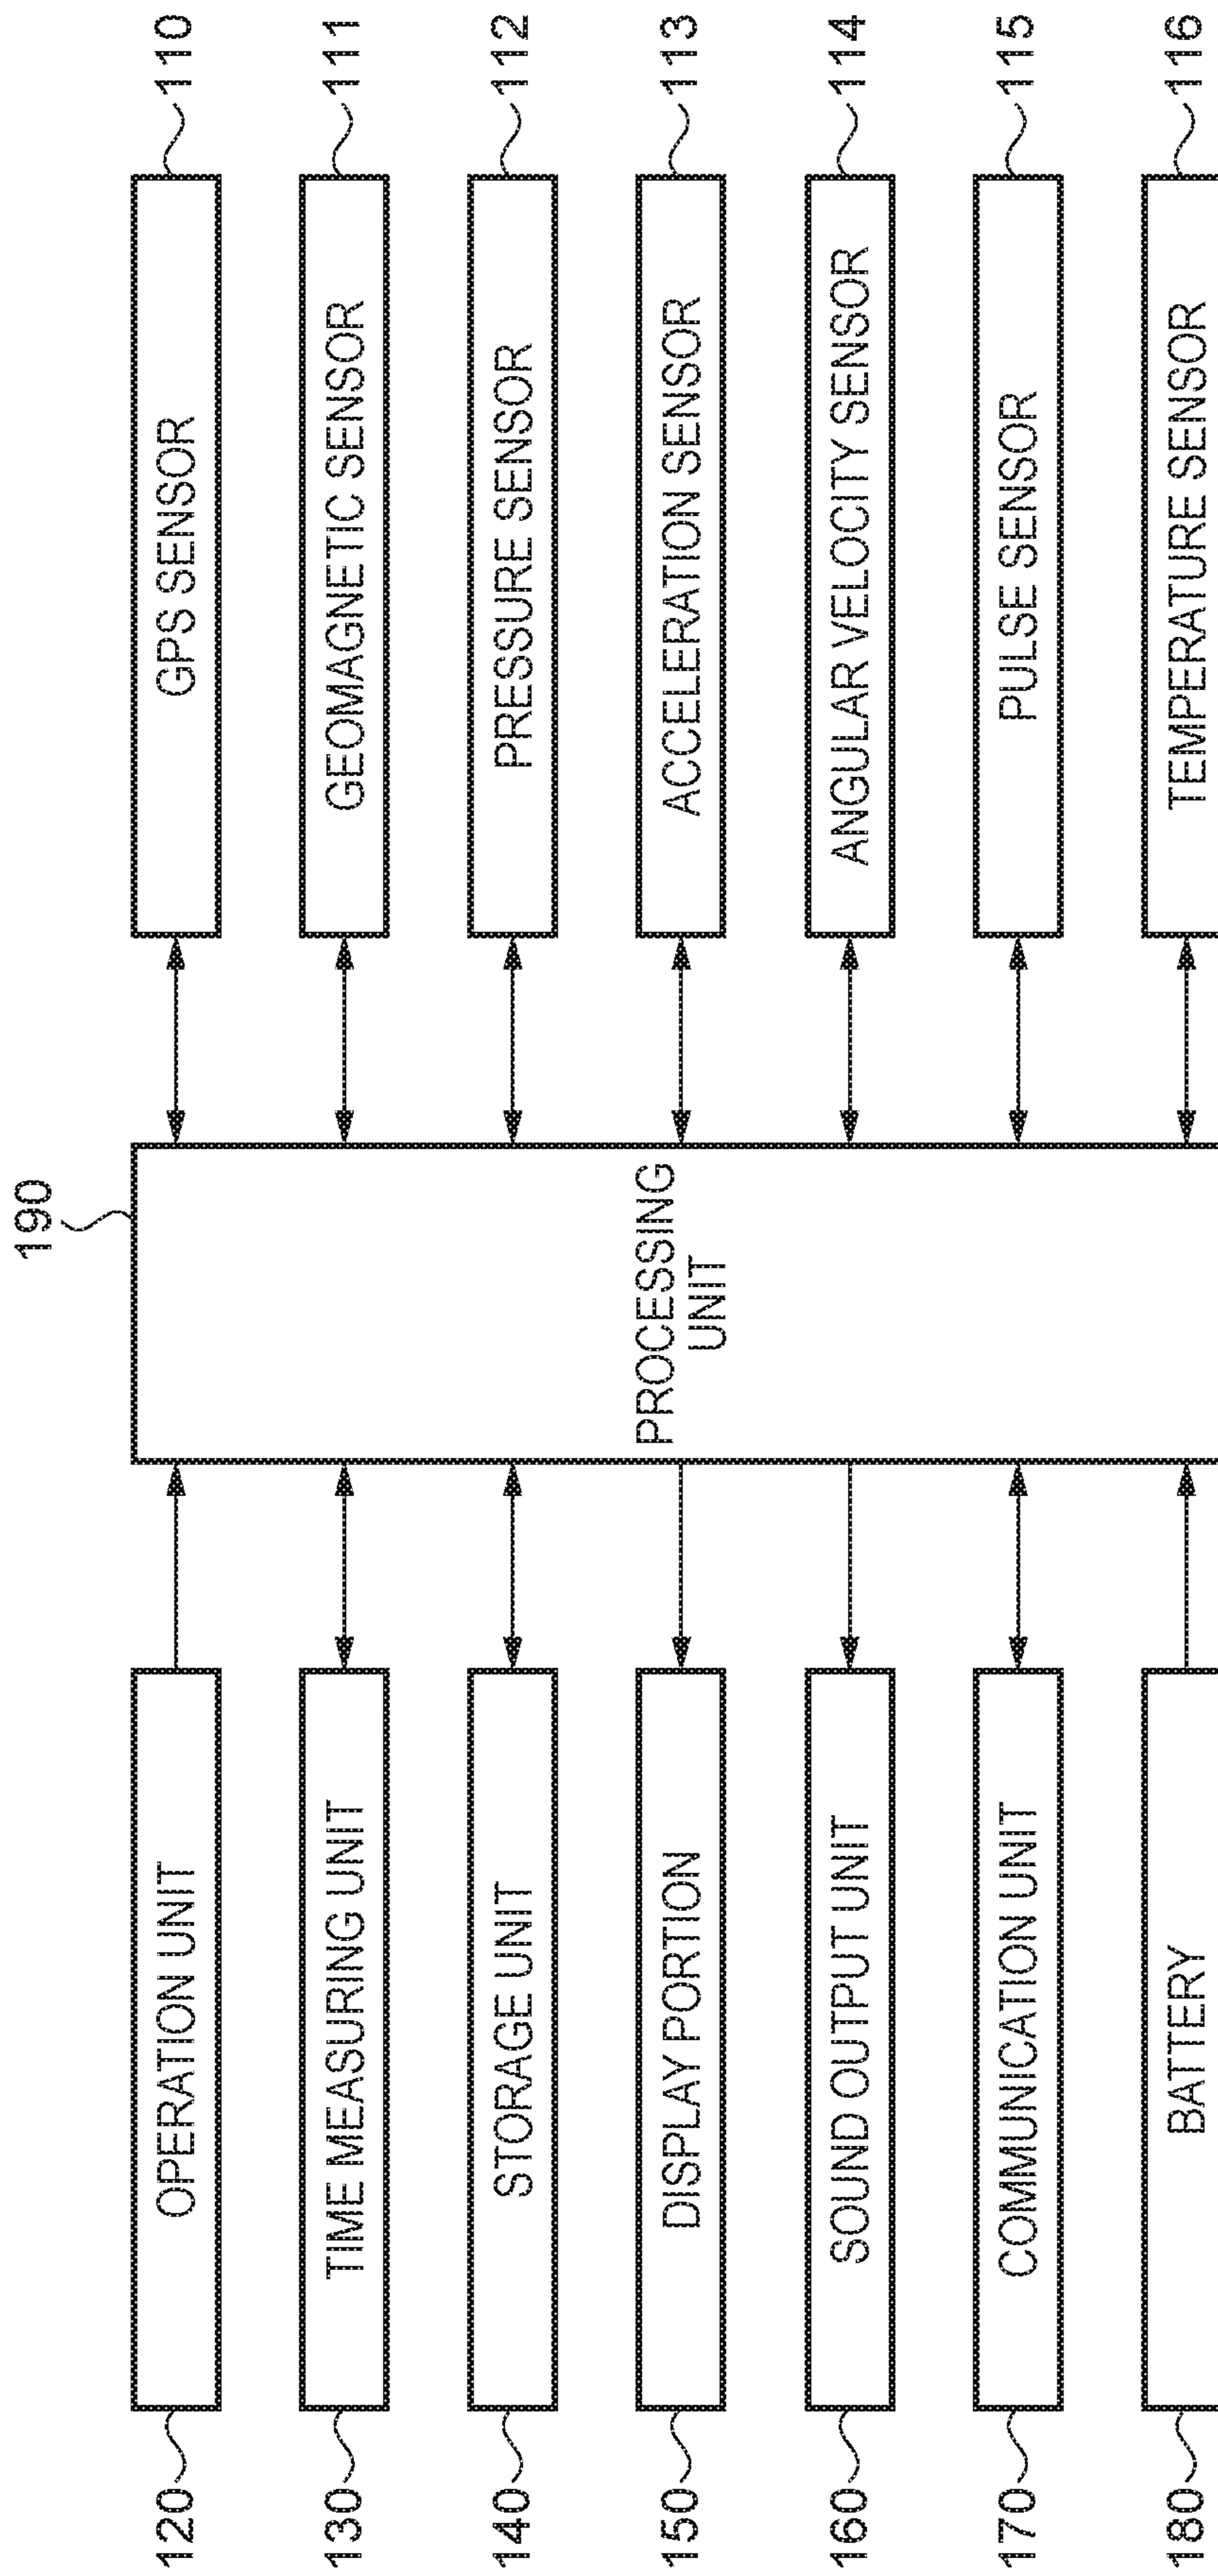 190
120
OPERATION UNIT
GPS SENSOR
110
130
TIME MEASURING UNIT
GEOMAGNETIC SENSOR
111
140
STORAGE UNIT
PRESSURE SENSOR
112
150
DISPLAY PORTION
PROCESSING
UNIT
ACCELERATION SENSOR
113
160
SOUND OUTPUT UNIT
ANGULAR VELOCITY SENSOR
114
170
COMMUNICATION UNIT
PULSE SENSOR
115
180
BATTERY
TEMPERATURE SENSOR
116